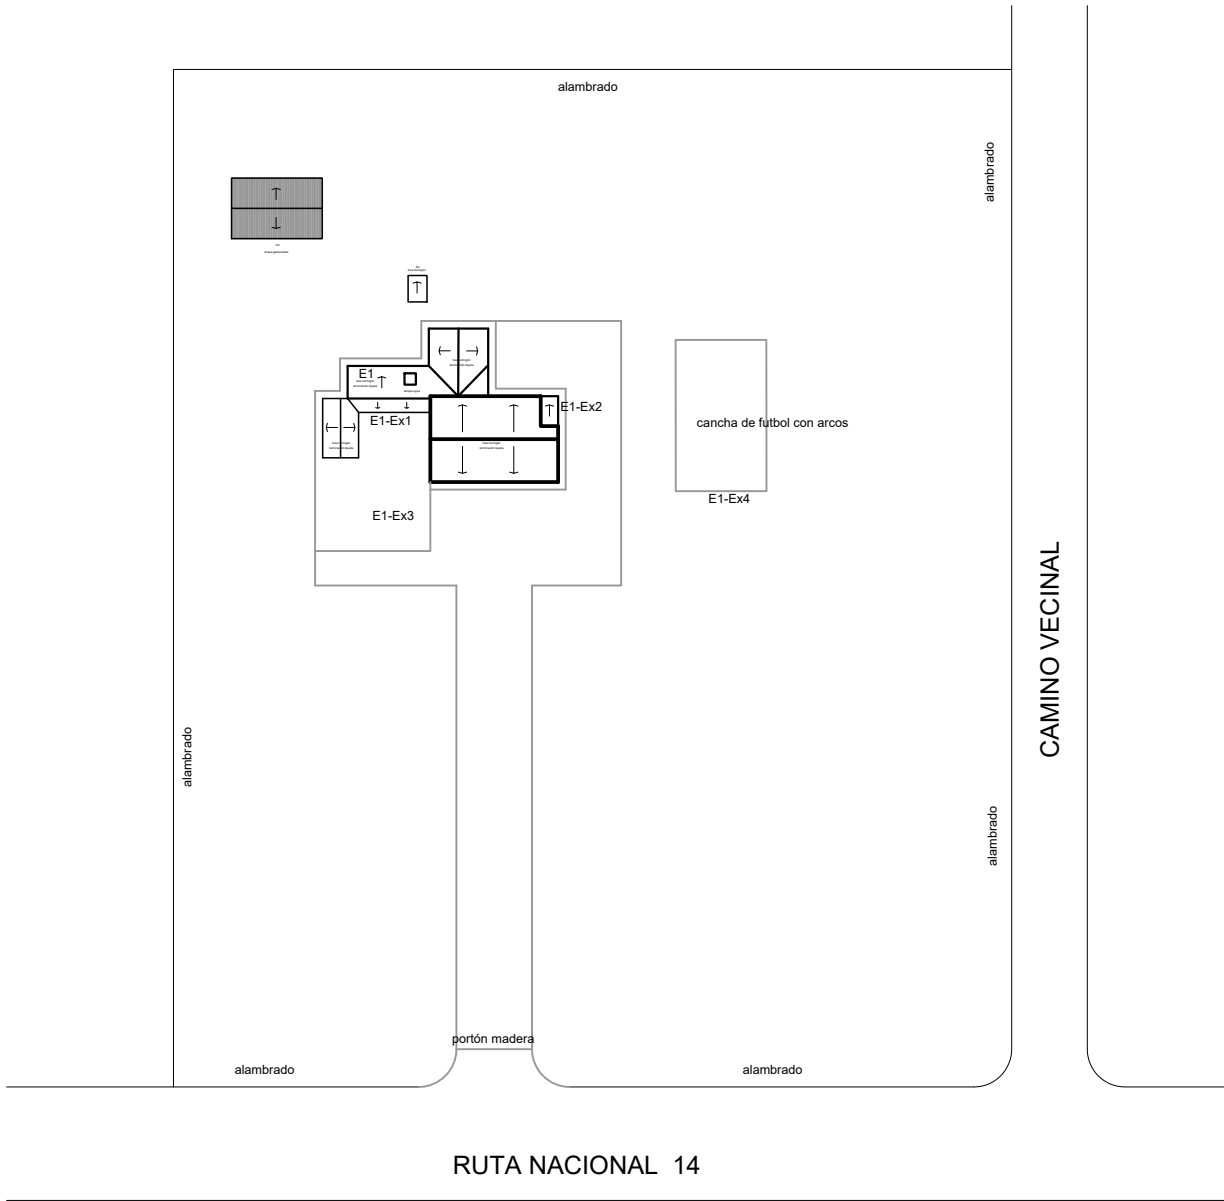 alambrado
alambrado
E1
E1-Ex1
E1-Ex2
cancha de futbol con arcos
E1-Ex4
E1-Ex3
CAMINO VECINAL
alambrado
alambrado
portón madera
alambrado
alambrado
RUTA NACIONAL 14